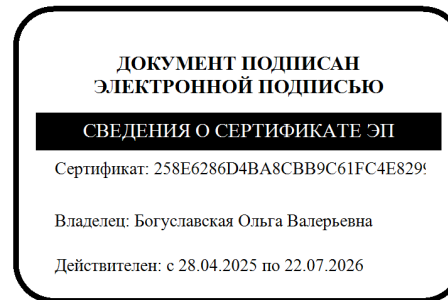 ДОКУМЕНТ ПОДПИСАН
ЭЛЕКТРОННОЙ ПОДПИСЬЮ
СВЕДЕНИЯ О СЕРТИФИКАТЕ ЭП
Сертификат: 258E6286D4BA8CBB9C61FC4E8299
Владелец: Богуславская Ольга Валерьевна
Действителен: с 28.04.2025 по 22.07.2026